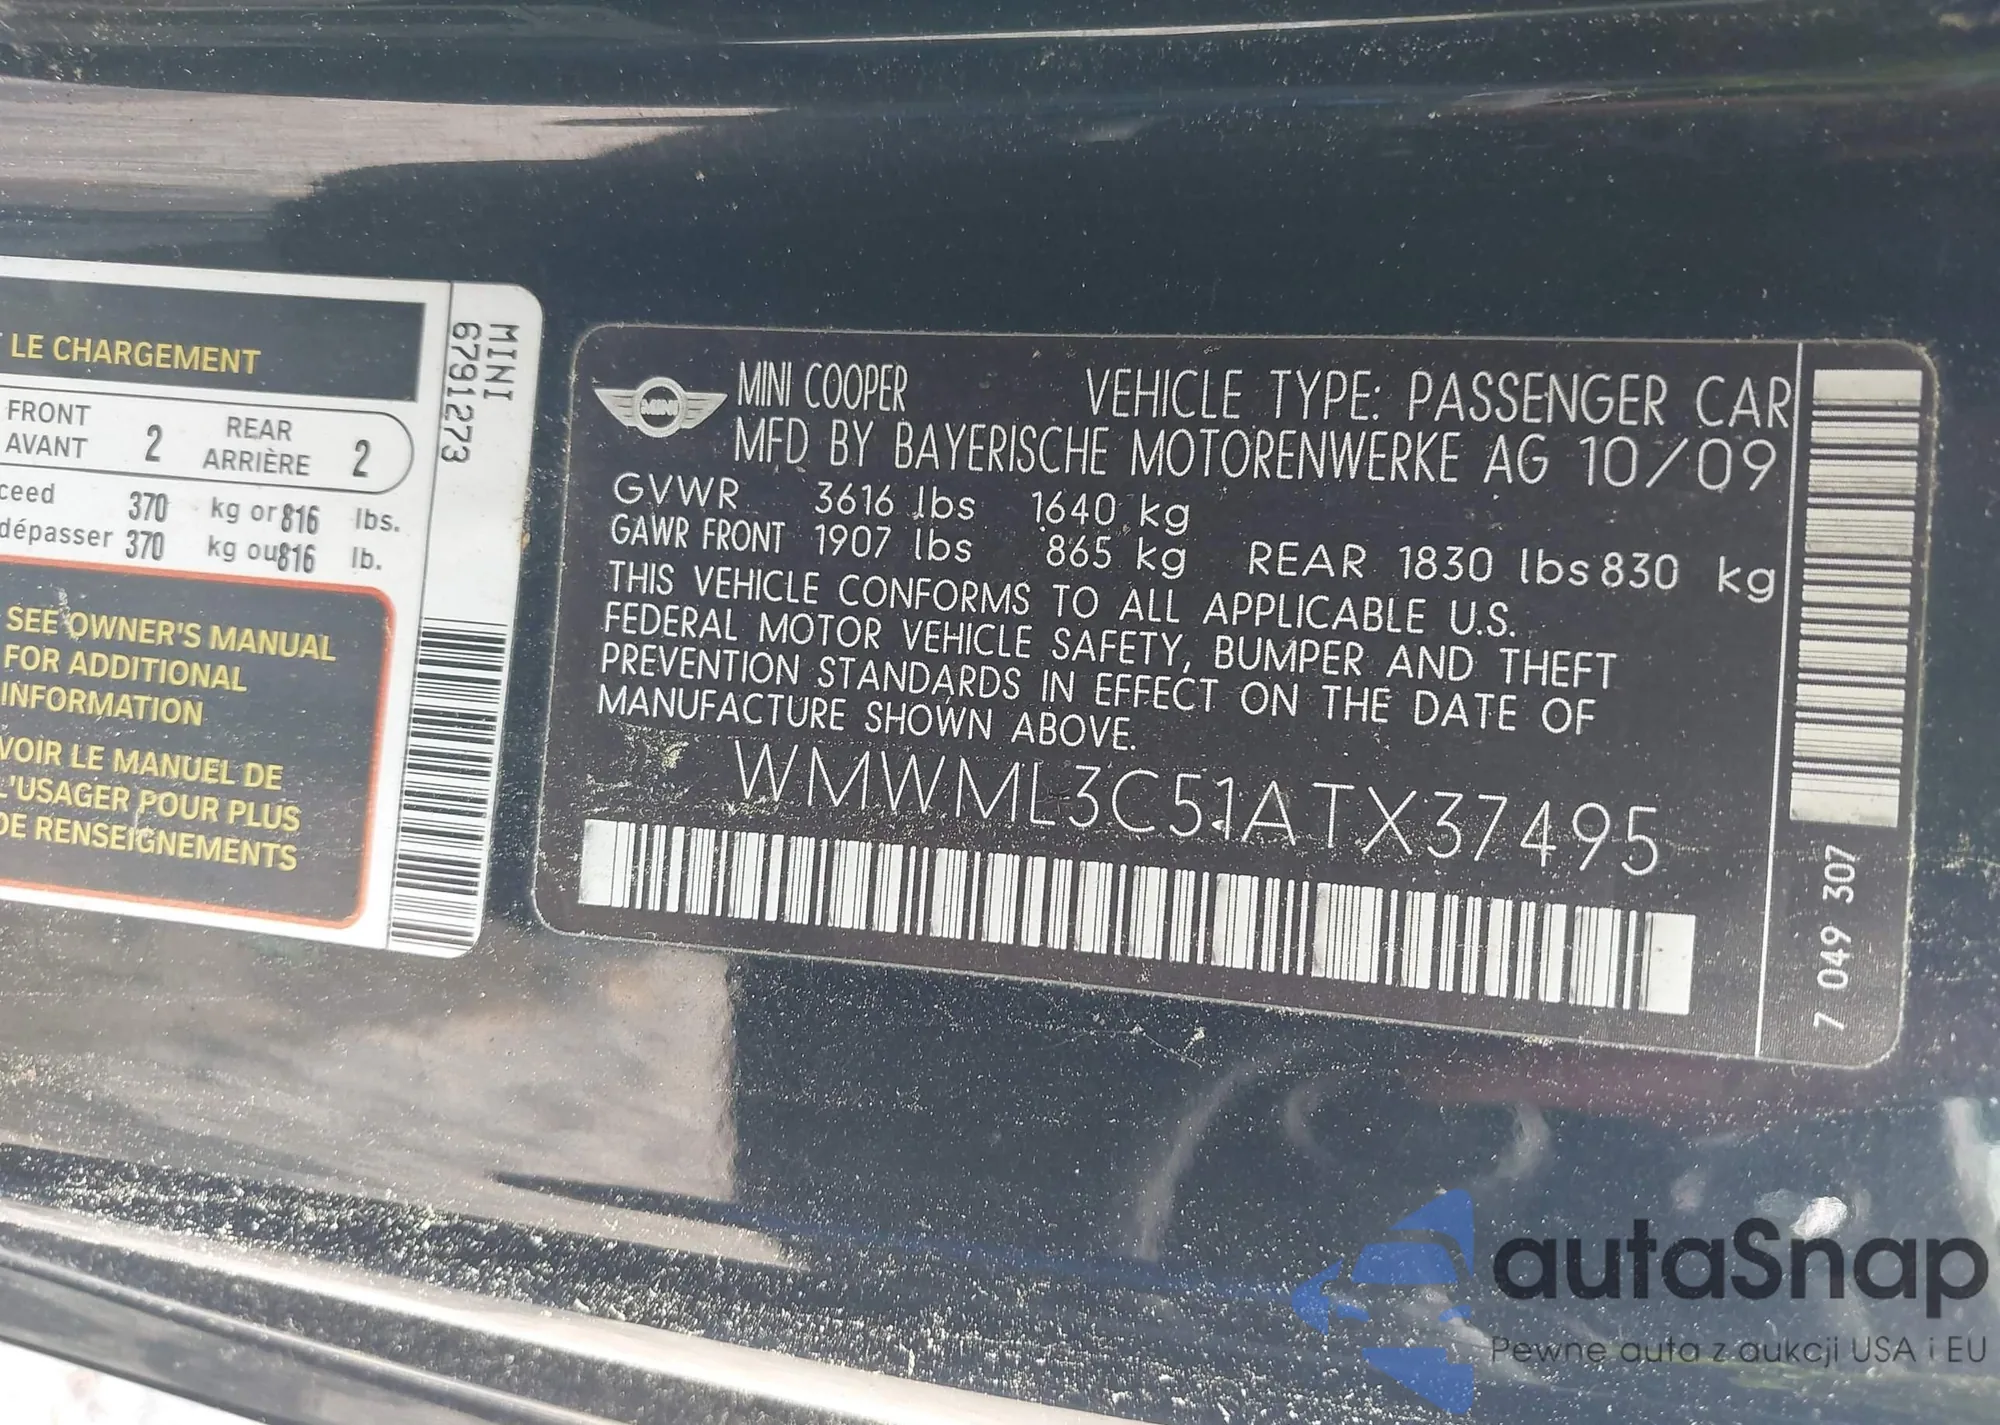 LE CHARGEMENT
FRONT
AVANT 2 REAR
ARRIÈRE 2
ceed 370 kg or 816 lbs.
dépasser 370 kg ou 816 lb.
SEE OWNER'S MANUAL
FOR ADDITIONAL
INFORMATION
VOIR LE MANUEL DE
L'USAGER POUR PLUS
DE RENSEIGNEMENTS
MINI
6791273
MINI
MINI COOPER VEHICLE TYPE: PASSENGER CAR
MFD BY BAYERISCHE MOTORENWERKE AG 10/09
GVWR 3616 lbs 1640 kg
GAWR FRONT 1907 lbs 865 kg REAR 1830 lbs 830 kg
THIS VEHICLE CONFORMS TO ALL APPLICABLE U.S.
FEDERAL MOTOR VEHICLE SAFETY, BUMPER AND THEFT
PREVENTION STANDARDS IN EFFECT ON THE DATE OF
MANUFACTURE SHOWN ABOVE.
WMWML3C51ATX37495
7 049 307
autaSnap
Pewne auta z aukcji USA i EU